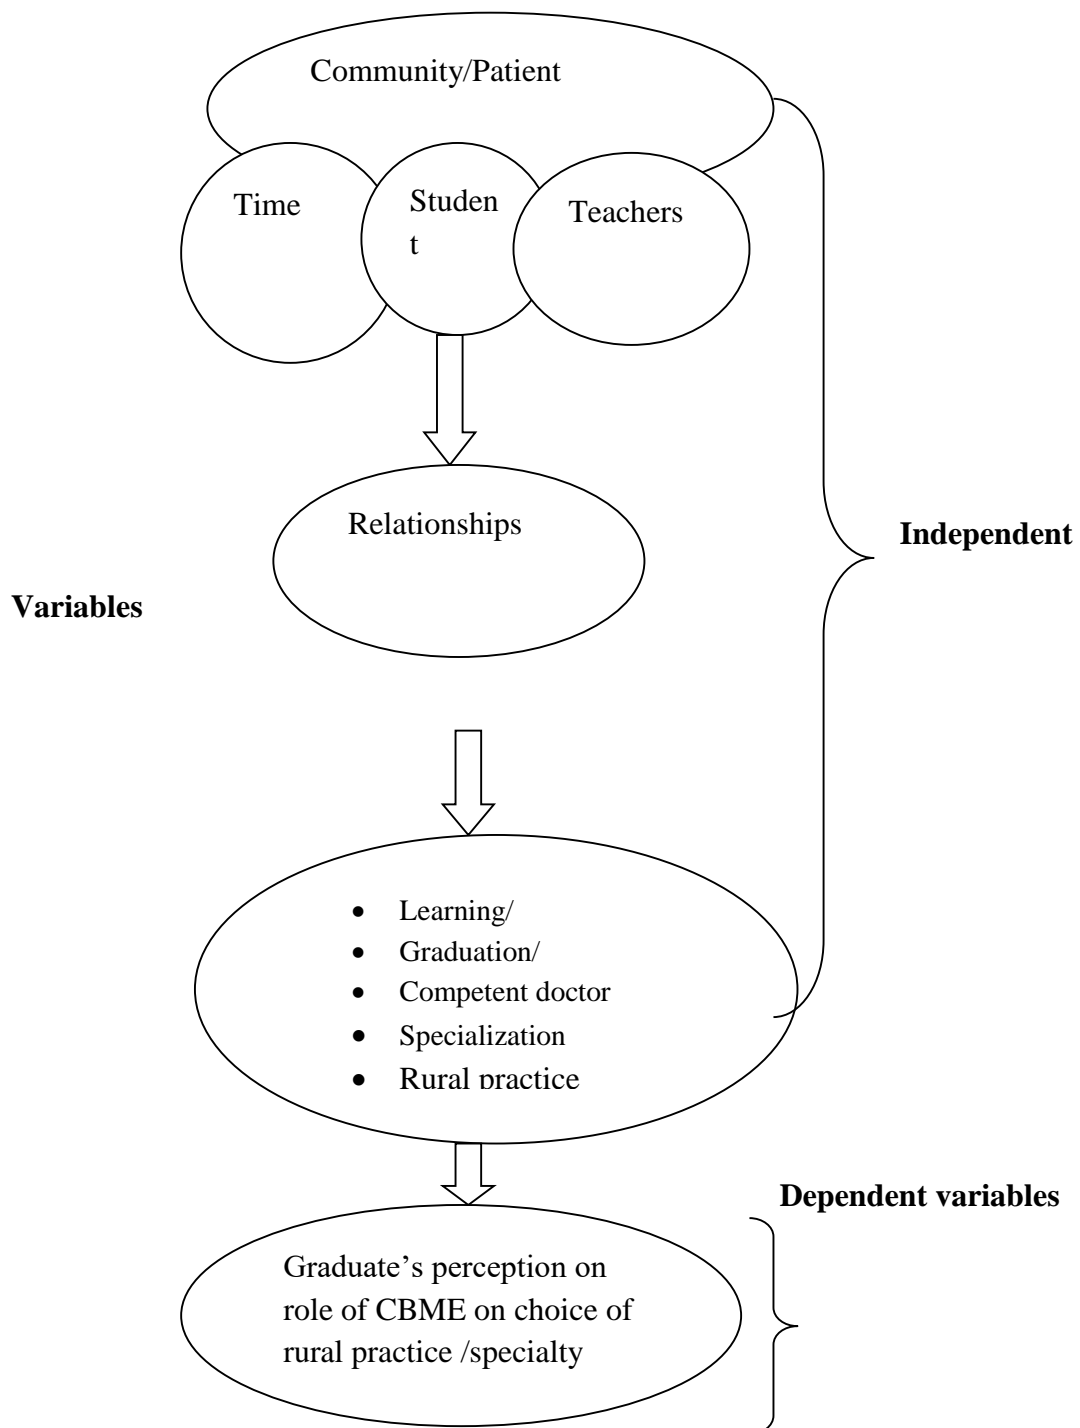 Community/Patient
Time
Studen
t
Teachers
Relationships
Independent
Variables
• Learning/
• Graduation/
• Competent doctor
• Specialization
• Rural practice
Dependent variables
Graduate’s perception on
role of CBME on choice of
rural practice /specialty